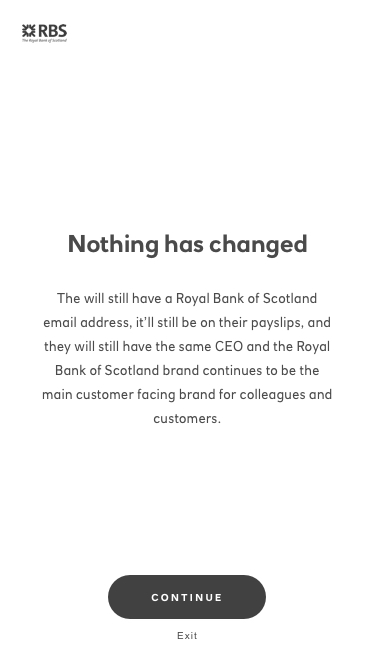 RBS
The Royal Bank of Scotland
Nothing has changed
The will still have a Royal Bank of Scotland
email address, it'll still be on their payslips, and
they will still have the same CEO and the Royal
Bank of Scotland brand continues to be the
main customer facing brand for colleagues and
customers.
CONTINUE
Exit